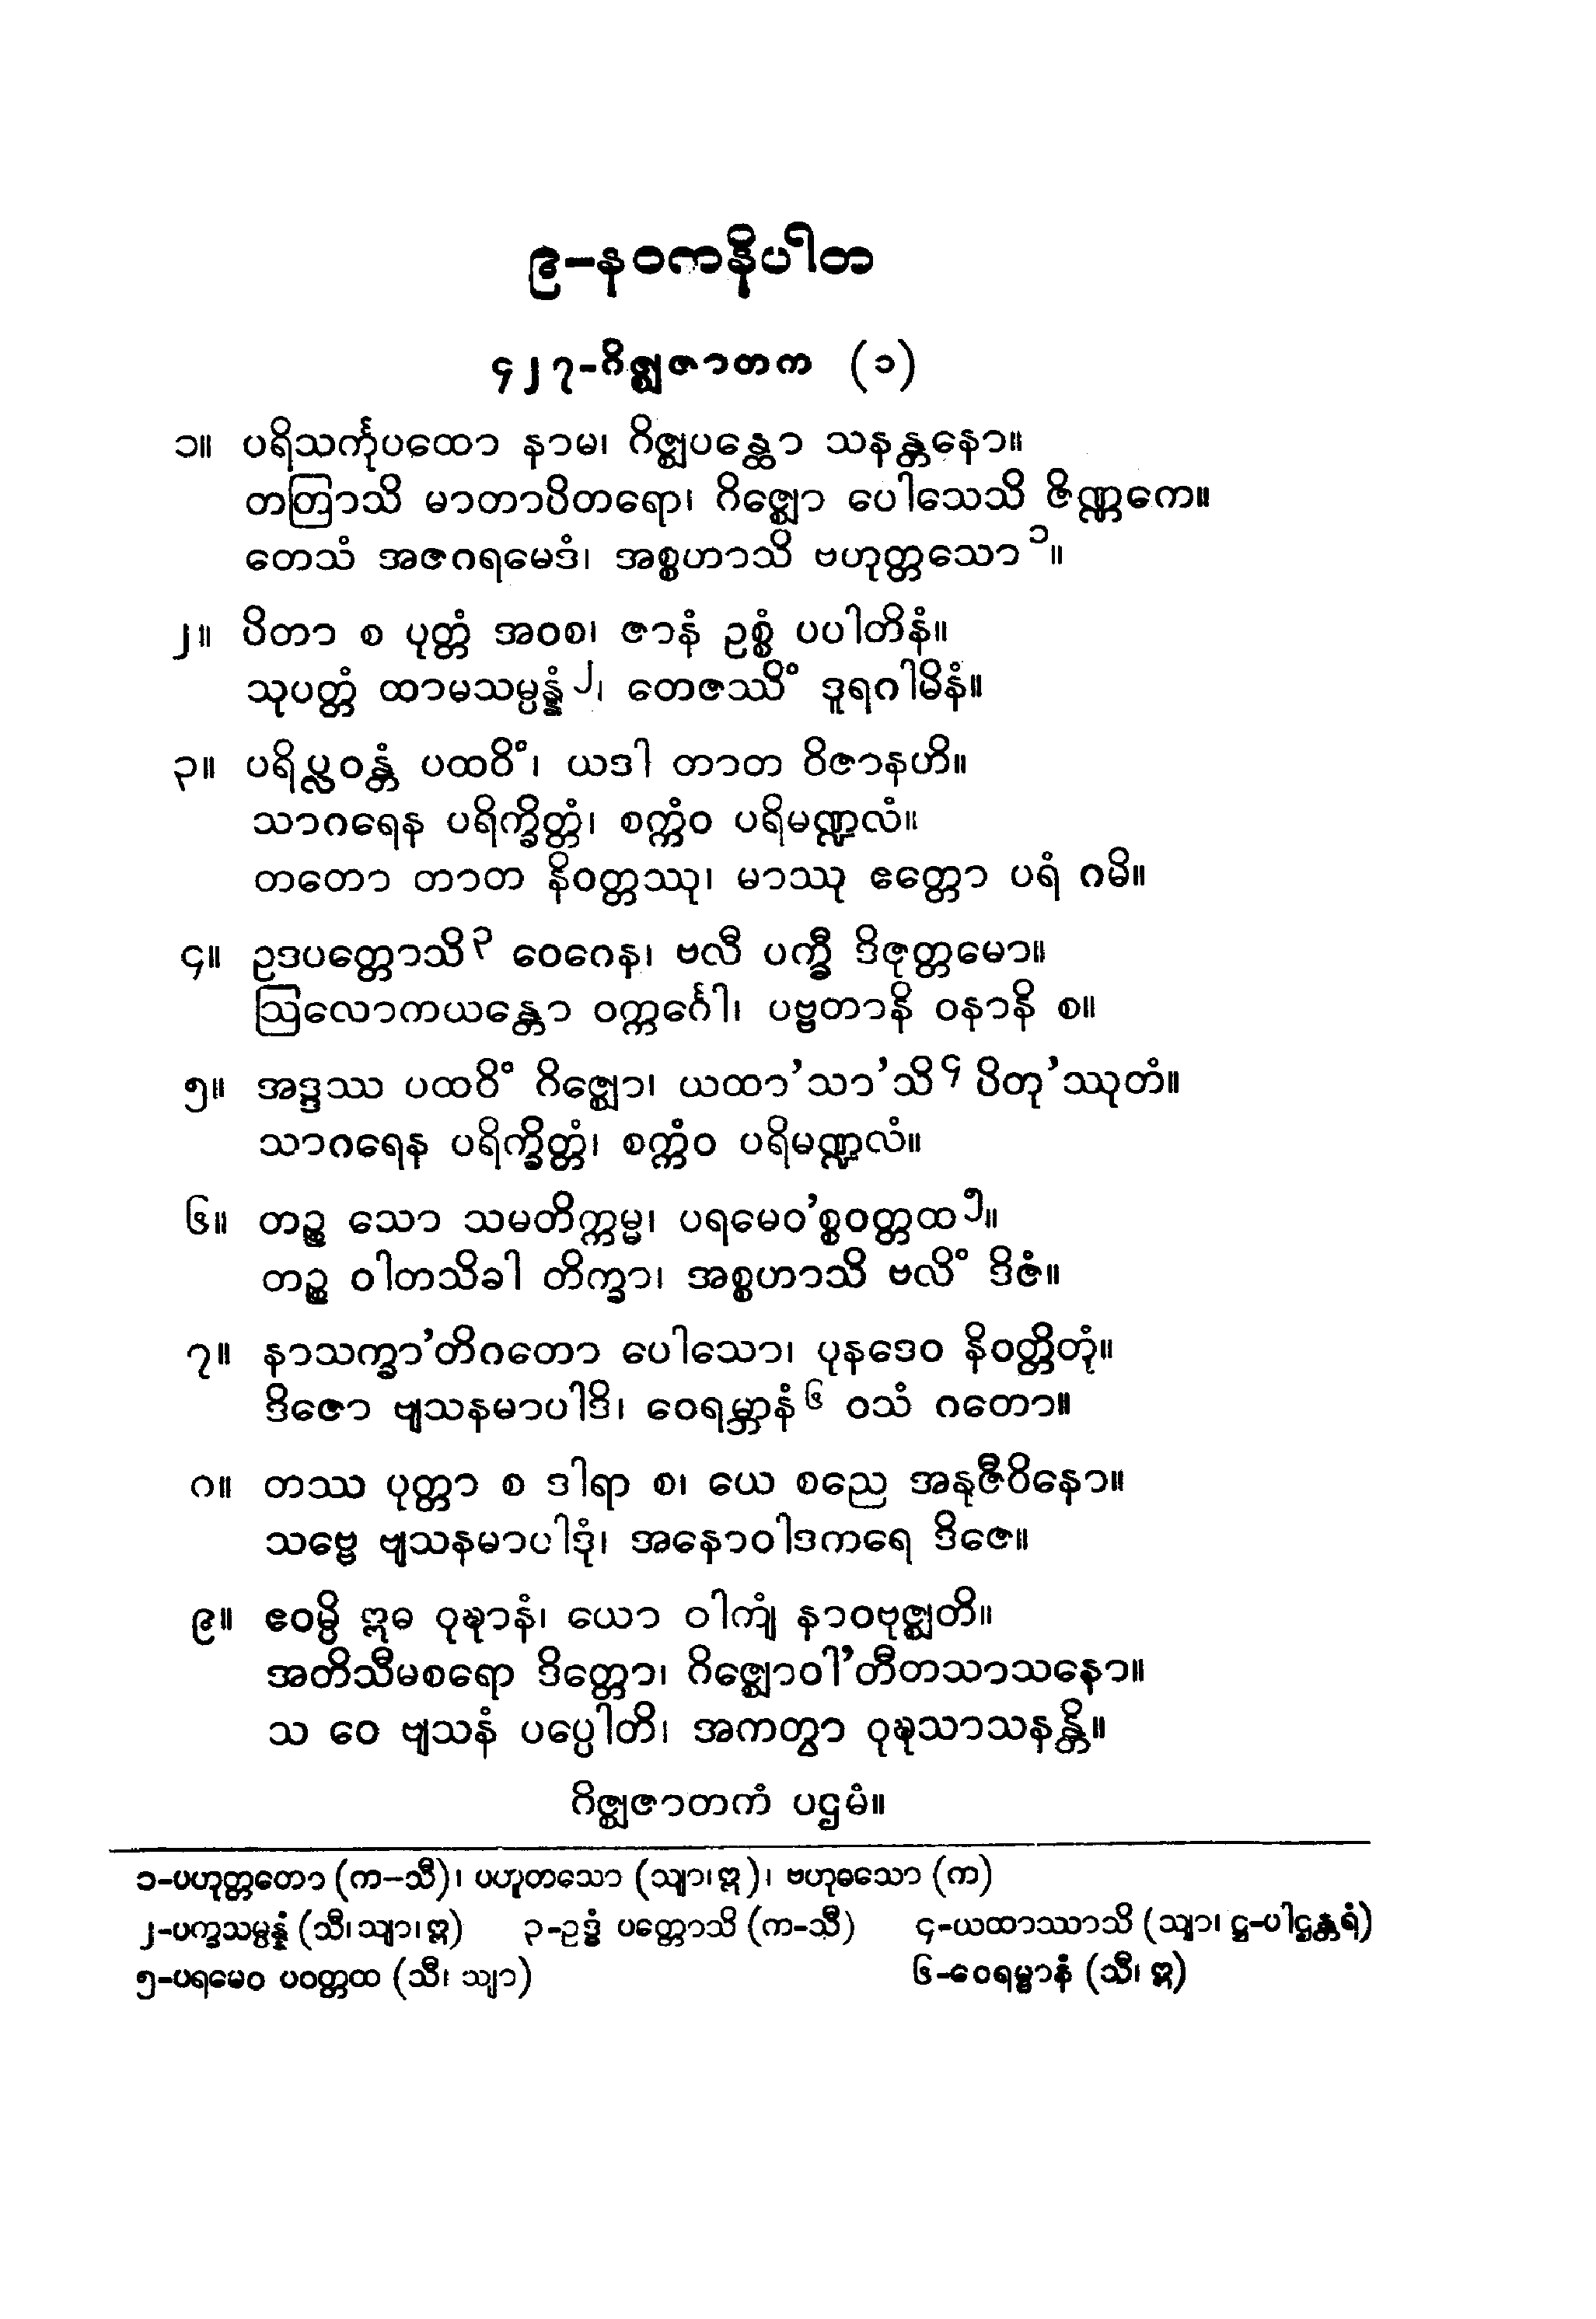 ၉-နဝကနိပါတ
၄၂၇-ဂိဇ္ဈဇာတက (၁)
၁။ ပရိသင်္ကုပထော နာမ၊ ဂိဇ္ဈပန္ထော သနန္တနော။
တတြာသိ မာတာပိတရော၊ ဂိဇ္ဈော ပေါသေသိ ဇိဏ္ဏကေ။
တေသံ အဇဂရမေဒံ၊ အစ္စဟာသိ ဗဟုတ္တသော ၁။
၂။ ပိတာ စ ပုတ္တံ အဝစ၊ ဇာနံ ဥစ္စံ ပပါတိနံ။
သုပတ္တံ ထာမသမ္ပန္နံ ၂၊ တေဇဿိံ ဒူရဂါမိနံ။
၃။ ပရိပ္လဝန္တံ ပထဝိံ၊ ယဒါ တာတ ဝိဇာနဟိ။
သာဂရေန ပရိက္ခိတ္တံ၊ စက္ကံဝ ပရိမဏ္ဍလံ။
တတော တာတ နိဝတ္တဿု၊ မာဿု ဧတ္တော ပရံ ဂမိ။
၄။ ဥဒပတ္တောသိ ၃ ဝေဂေန၊ ဗလီ ပက္ခီ ဒိဇုတ္တမော။
ဩလောကယန္တော ဝက္ကင်္ဂေါ၊ ပဗ္ဗတာနိ ဝနာနိ စ။
၅။ အဒ္ဒဿ ပထဝိံ ဂိဇ္ဈော၊ ယထာ’သာ’သိ ၄ ပိတု’ဿုတံ။
သာဂရေန ပရိက္ခိတ္တံ၊ စက္ကံဝ ပရိမဏ္ဍလံ။
၆။ တဉ္စ သော သမတိက္ကမ္မ၊ ပရမေဝ’စ္စဝတ္တထ ၅။
တဉ္စ ဝါတသိခါ တိက္ခာ၊ အစ္စဟာသိ ဗလိံ ဒိဇံ။
၇။ နာသက္ခာ’တိဂတော ပေါသော၊ ပုနဒေဝ နိဝတ္တိတုံ။
ဒိဇော ဗျသနမာပါဒိ၊ ဝေရမ္ဘာနံ ၆ ဝသံ ဂတော။
၈။ တဿ ပုတ္တာ စ ဒါရာ စ၊ ယေ စညေ အနုဇီဝိနော။
သဗ္ဗေ ဗျသနမာပါဒုံ၊ အနောဝါဒကရေ ဒိဇေ။
၉။ ဧဝမ္ပိ ဣဓ ဝုဍ္ဎာနံ၊ ယော ဝါကျံ နာဝဗုဇ္ဈတိ။
အတိသီမစရော ဒိတ္တော၊ ဂိဇ္ဈောဝါ’တီတသာသနော။
သ ဝေ ဗျသနံ ပပ္ပေါတိ၊ အကတွာ ဝုဍ္ဎသာသနန္တိ။
ဂိဇ္ဈဇာတကံ ပဌမံ။
၁-ပဟုတ္တတော (က-သီ)၊ ပဟူတသော (သျာ၊ ဣ)၊ ဗဟုဓသော (က)
၂-ပက္ခသမ္ပန္နံ (သီ၊ သျာ၊ ဣ) ၃-ဥဒ္ဓံ ပတ္တောသိ (က-သီ) ၄-ယထာဿာသိ (သျာ၊ ဋ္ဌ-ပါဌန္တရံ)
၅-ပရမေဝ ပဝတ္တထ (သီ၊ သျာ) ၆-ဝေရမ္ဗာနံ (သီ၊ ဣ)